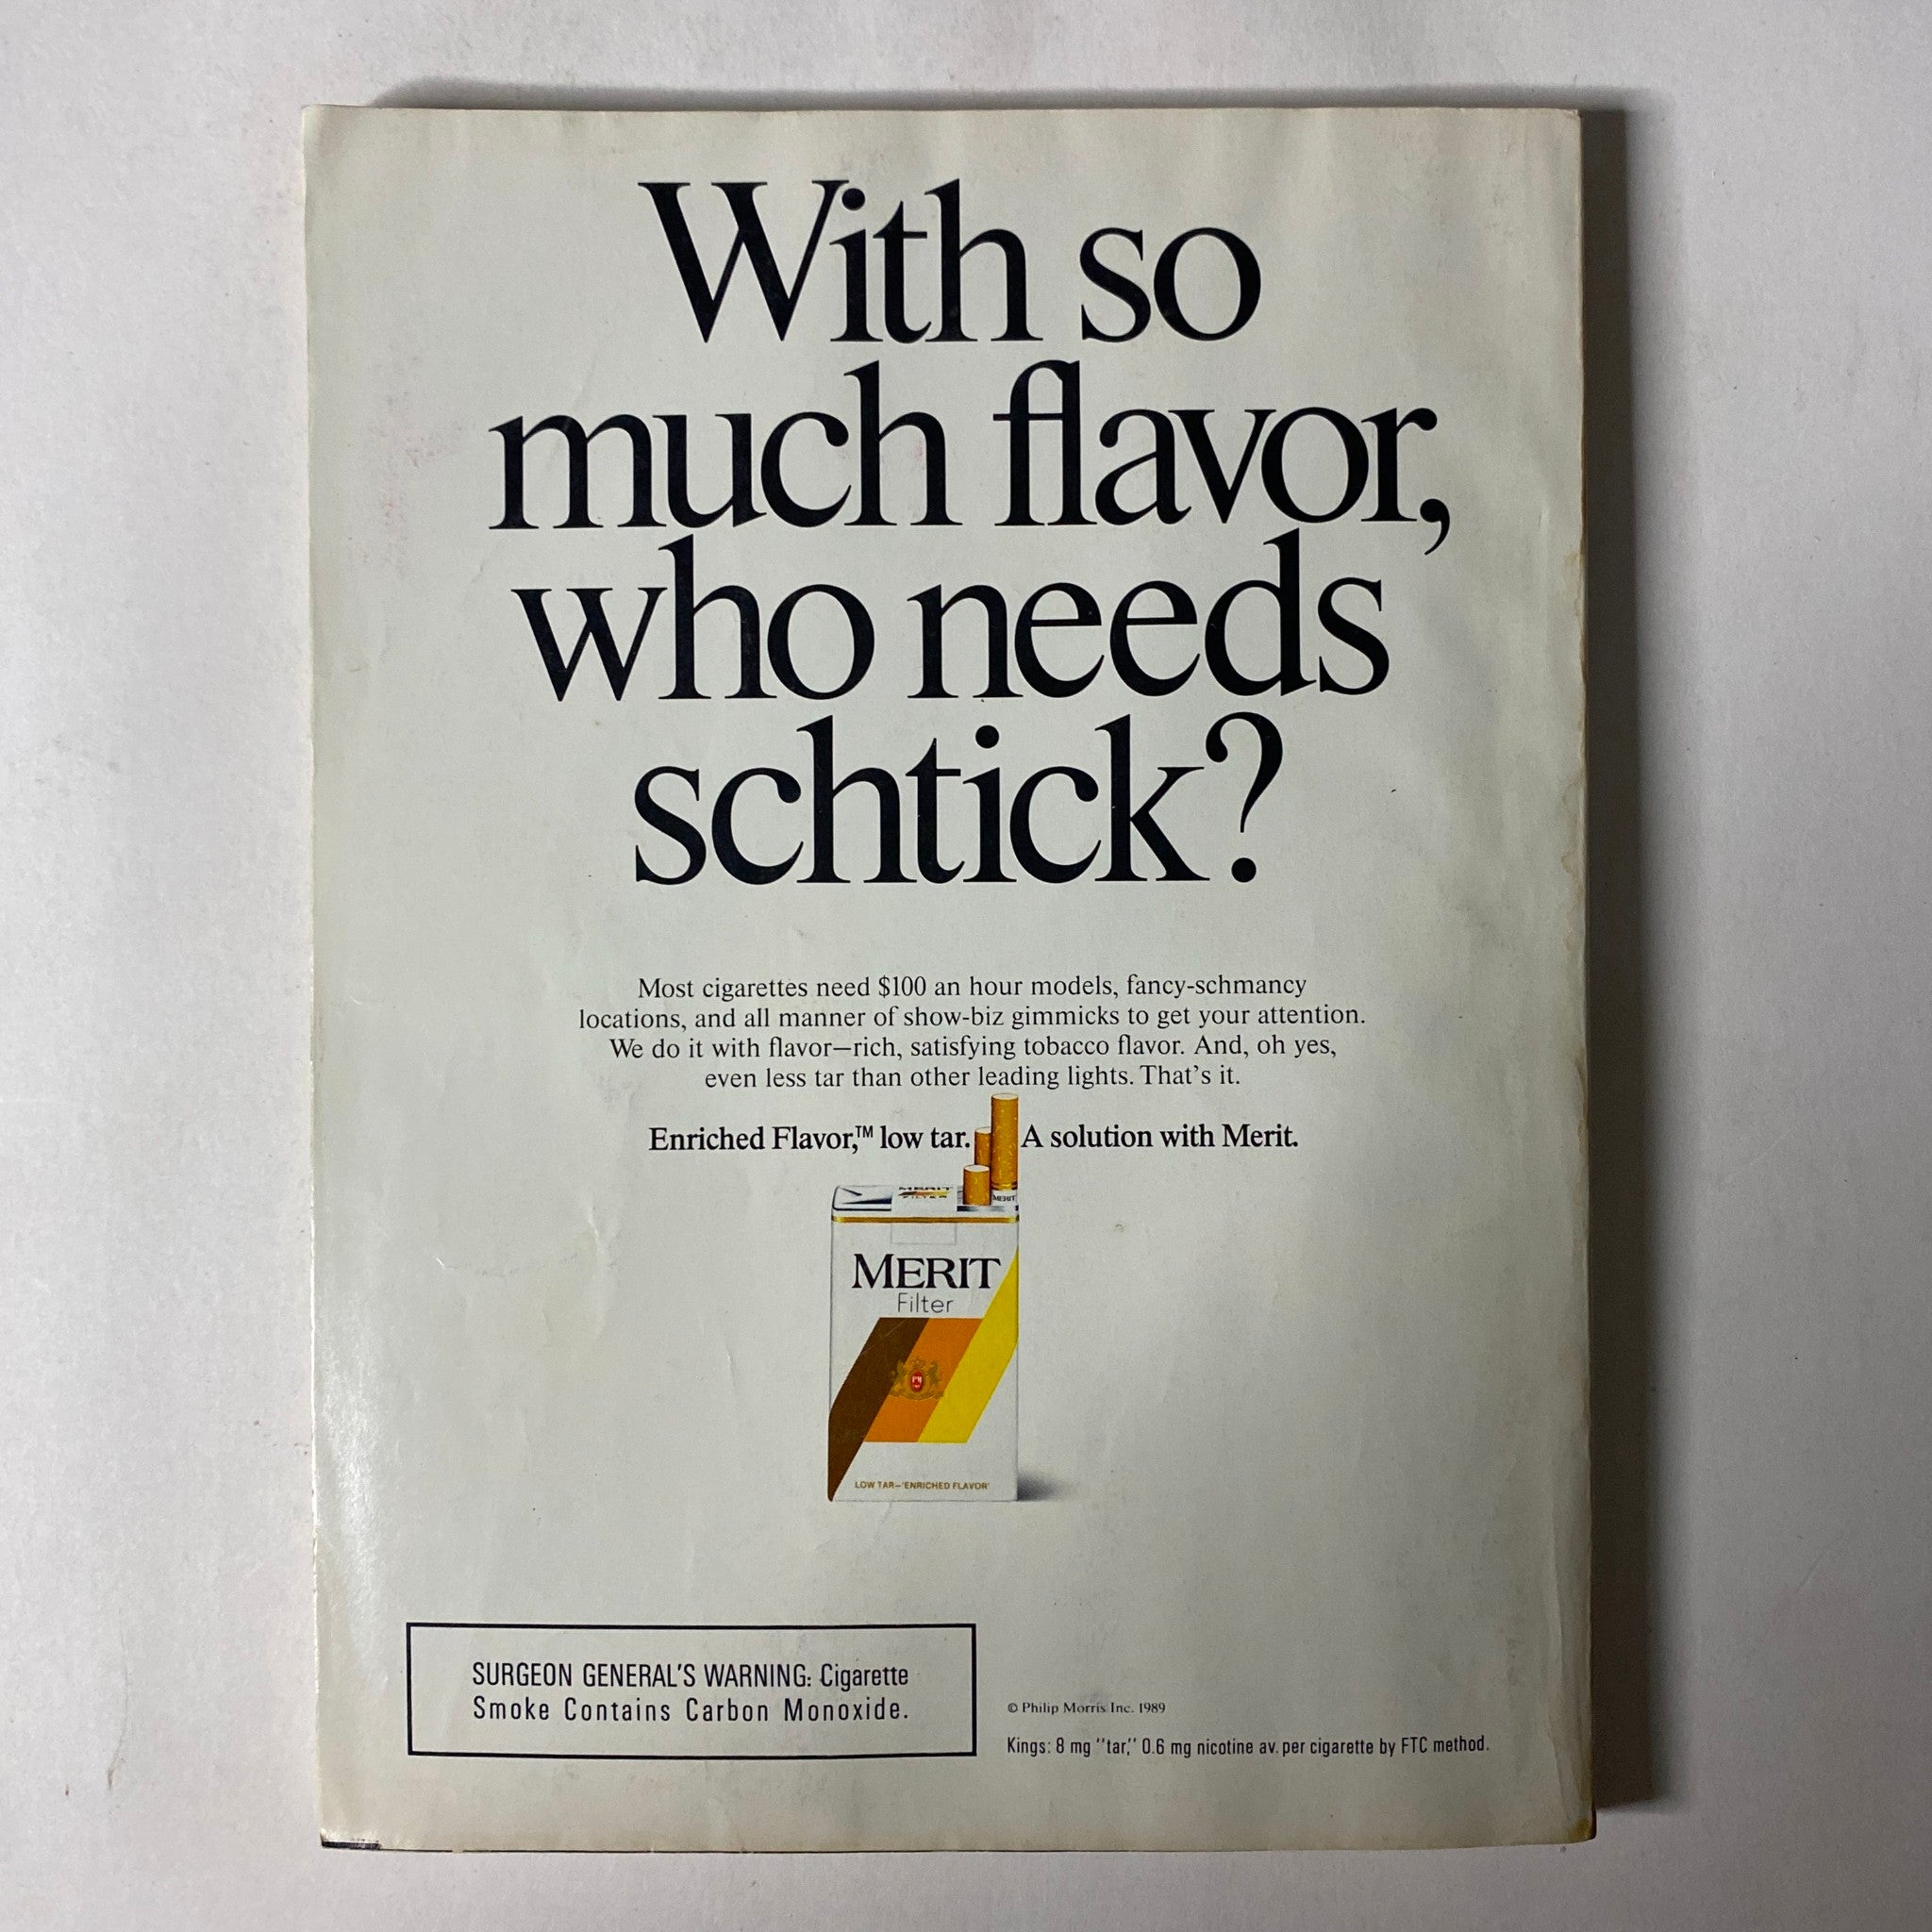 With so
much flavor,
who needs
schtick?
Most cigarettes need $100 an hour models, fancy-schmancy
locations, and all manner of show-biz gimmicks to get your attention.
We do it with flavor—rich, satisfying tobacco flavor. And, oh yes,
even less tar than other leading lights. That's it.
Enriched Flavor,™ low tar. A solution with Merit.
MERIT
FILTER
MERIT
MERIT
Filter
LOW TAR–'ENRICHED FLAVOR'
SURGEON GENERAL'S WARNING: Cigarette
Smoke Contains Carbon Monoxide.
© Philip Morris Inc. 1989
Kings: 8 mg "tar," 0.6 mg nicotine av. per cigarette by FTC method.